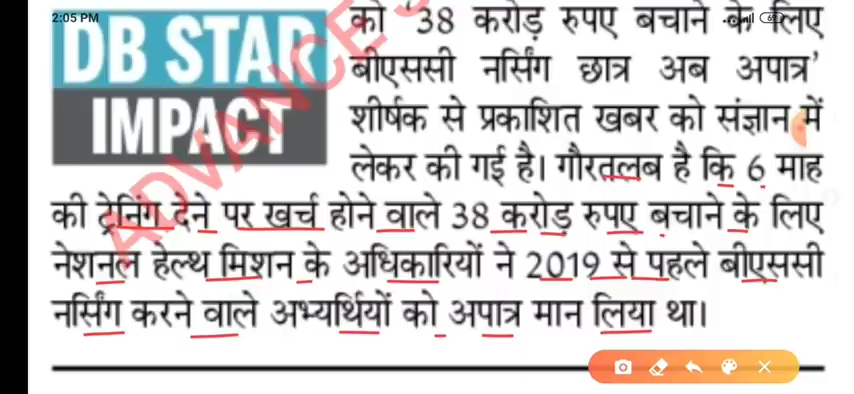 2:05 PM
69
DB STAR
IMPACT
को '38 करोड़ रुपए बचाने के लिए
बीएससी नर्सिंग छात्र अब अपात्र'
शीर्षक से प्रकाशित खबर को संज्ञान में
लेकर की गई है। गौरतलब है कि 6 माह
की ट्रेनिंग देने पर खर्च होने वाले 38 करोड़ रुपए बचाने के लिए
नेशनल हेल्थ मिशन के अधिकारियों ने 2019 से पहले बीएससी
नर्सिंग करने वाले अभ्यर्थियों को अपात्र मान लिया था।
ADVANCE